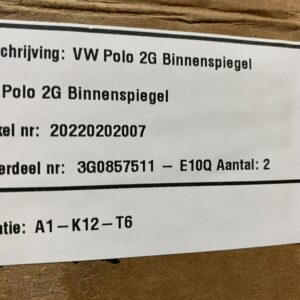 chrijving: VW Polo 2G Binnenspiegel
Polo 2G Binnenspiegel
kel nr: 20220202007
erdeel nr: 3G0857511 – E10Q Aantal: 2
tie: A1–K12–T6